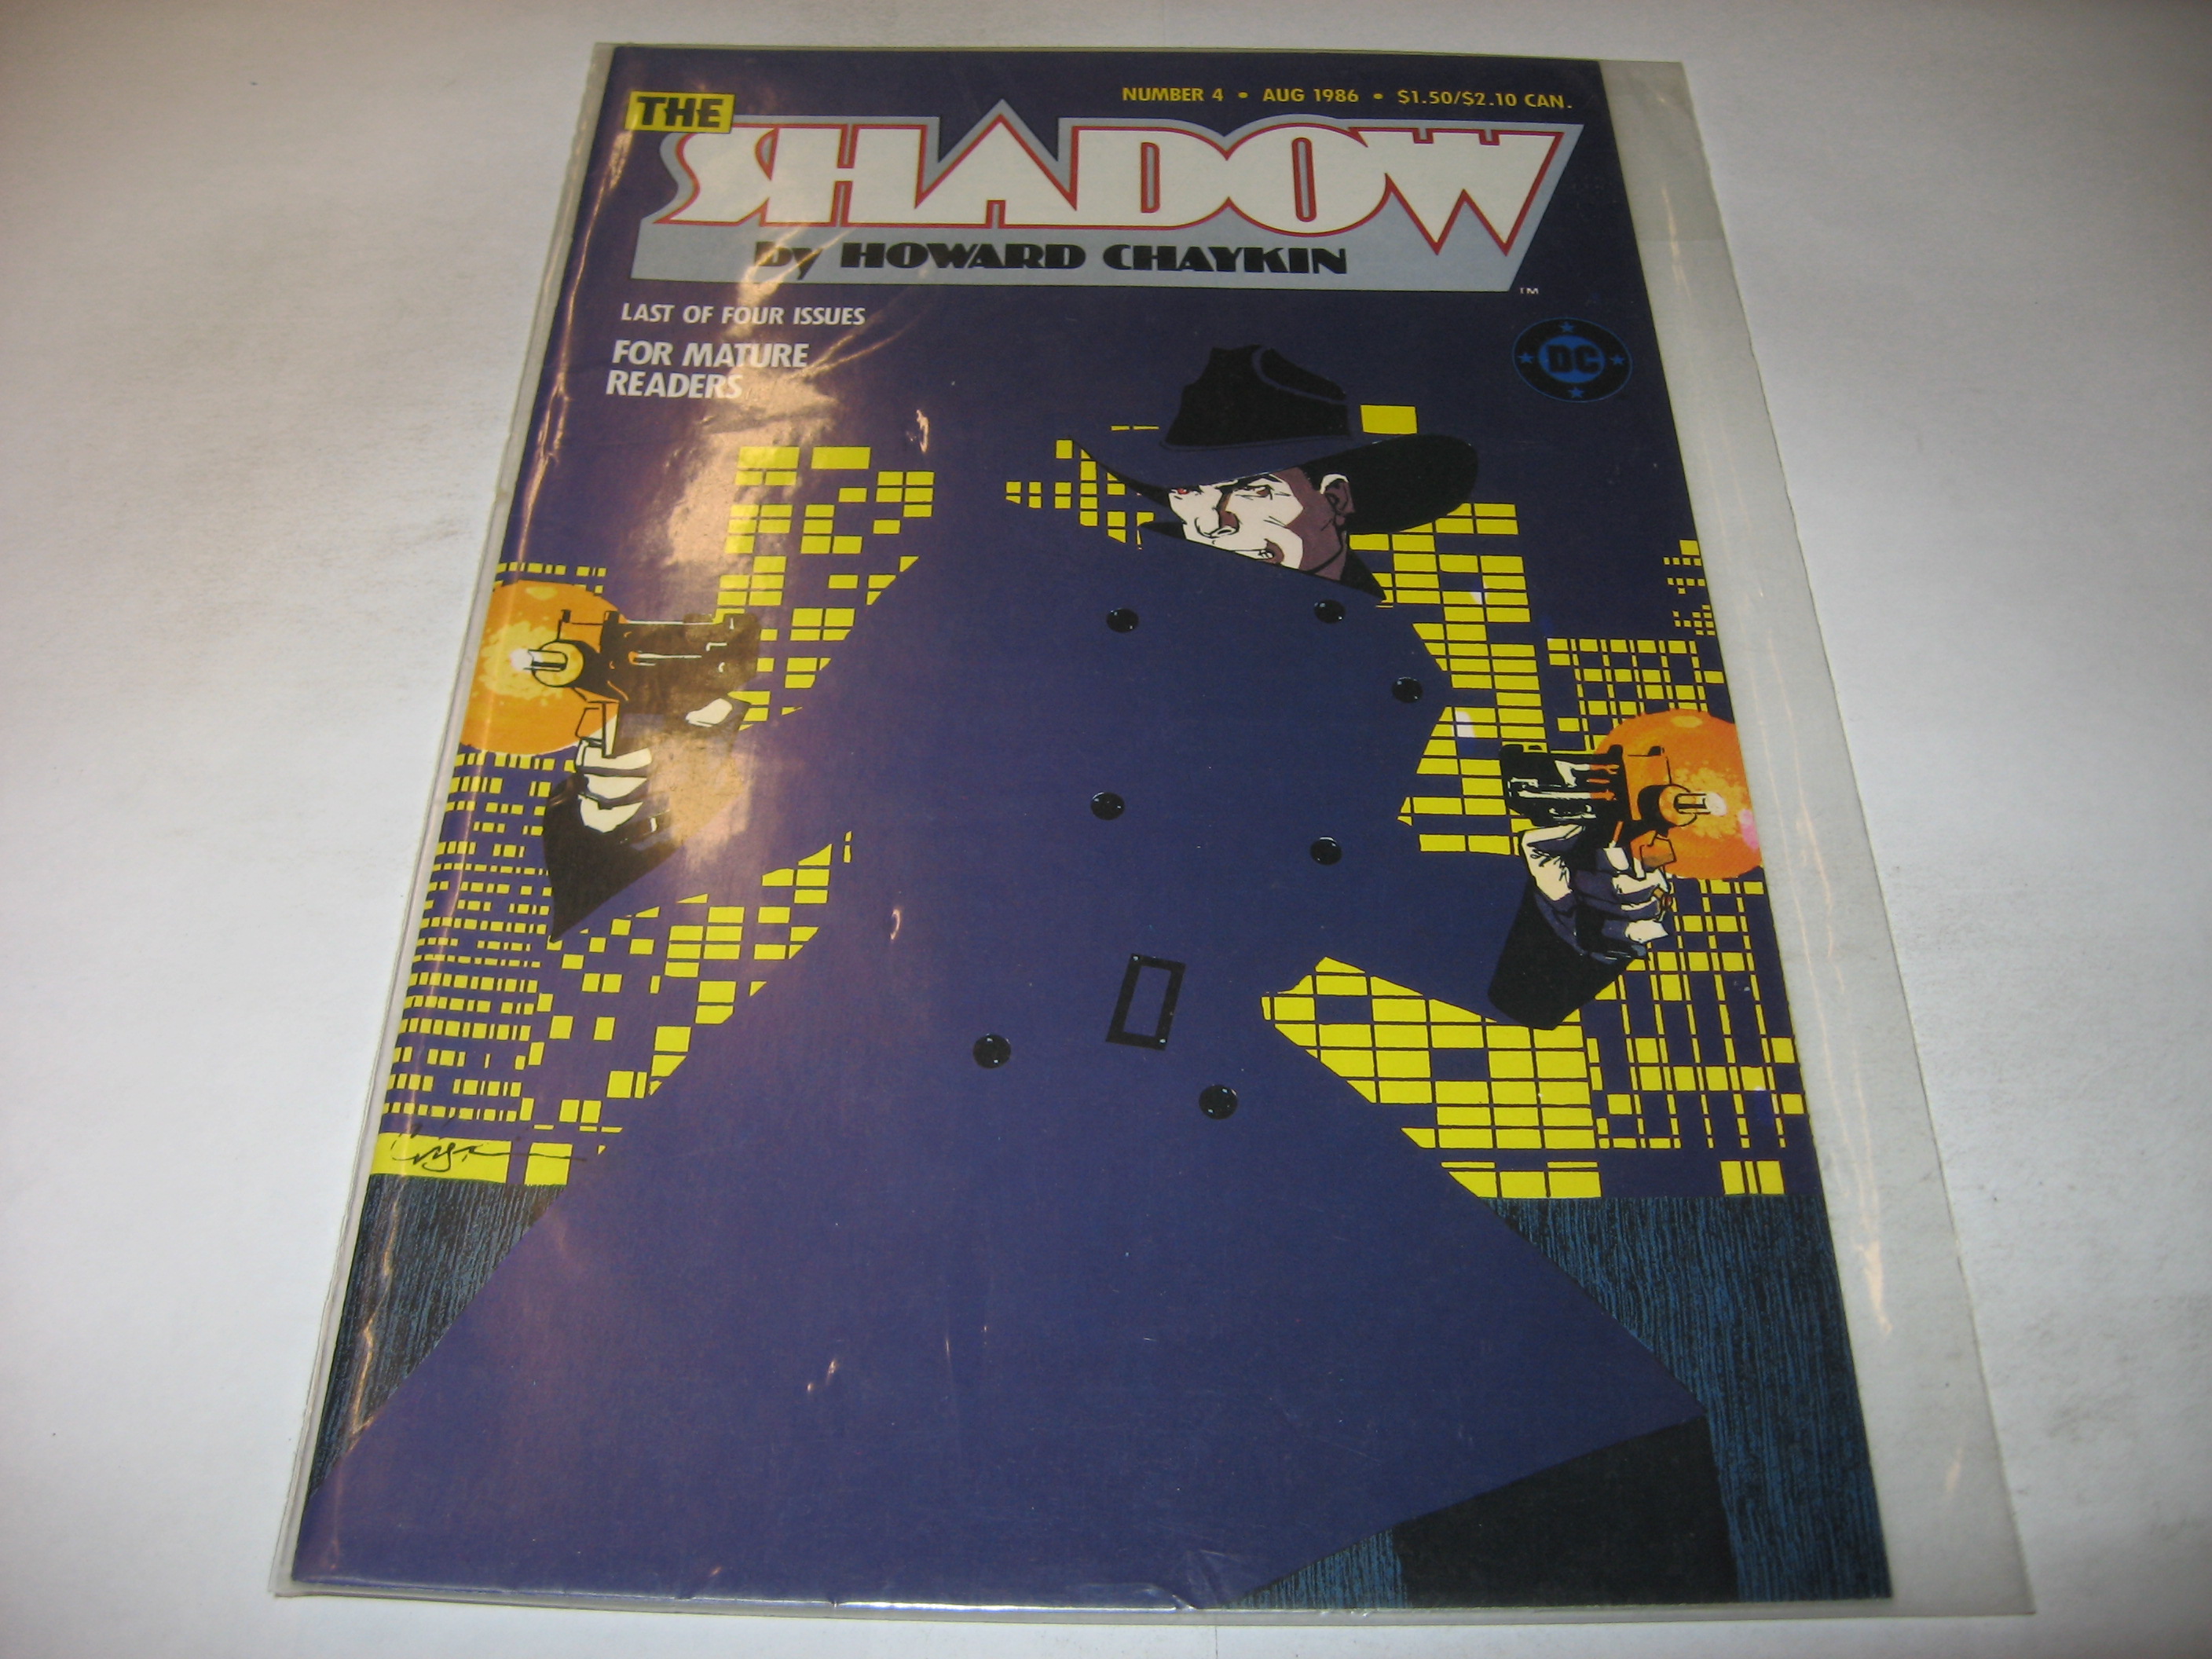 NUMBER 4 • AUG 1986 • $1.50/$2.10 CAN.
THE
SHADOW
by HOWARD CHAYKIN
TM
LAST OF FOUR ISSUES
FOR MATURE
READERS
DC